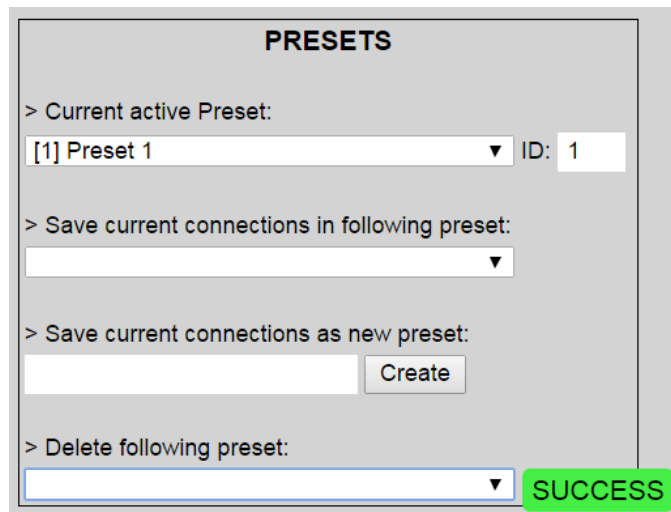 PRESETS
> Current active Preset:
[1] Preset 1 ▼ ID: 1
> Save current connections in following preset:
▼
> Save current connections as new preset:
Create
> Delete following preset:
▼ SUCCESS